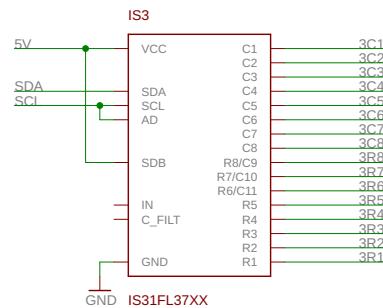 IS3
5V VCC C1 3C1
C2 3C2
C3 3C3
SDA SDA C4 3C4
SCL SCL C5 3C5
AD C6 3C6
C7 3C7
C8 3C8
SDB R8/C9 3R8
R7/C10 3R7
R6/C11 3R6
IN R5 3R5
C_FILT R4 3R4
R3 3R3
R2 3R2
GND R1 3R1
GND IS31FL37XX